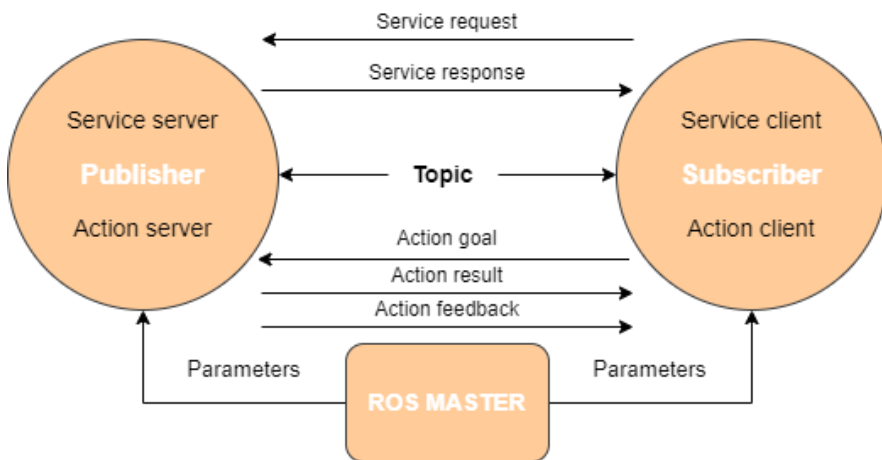 Service request
Service response
Service server
Publisher
Action server
Topic
Service client
Subscriber
Action client
Action goal
Action result
Action feedback
Parameters
ROS MASTER
Parameters